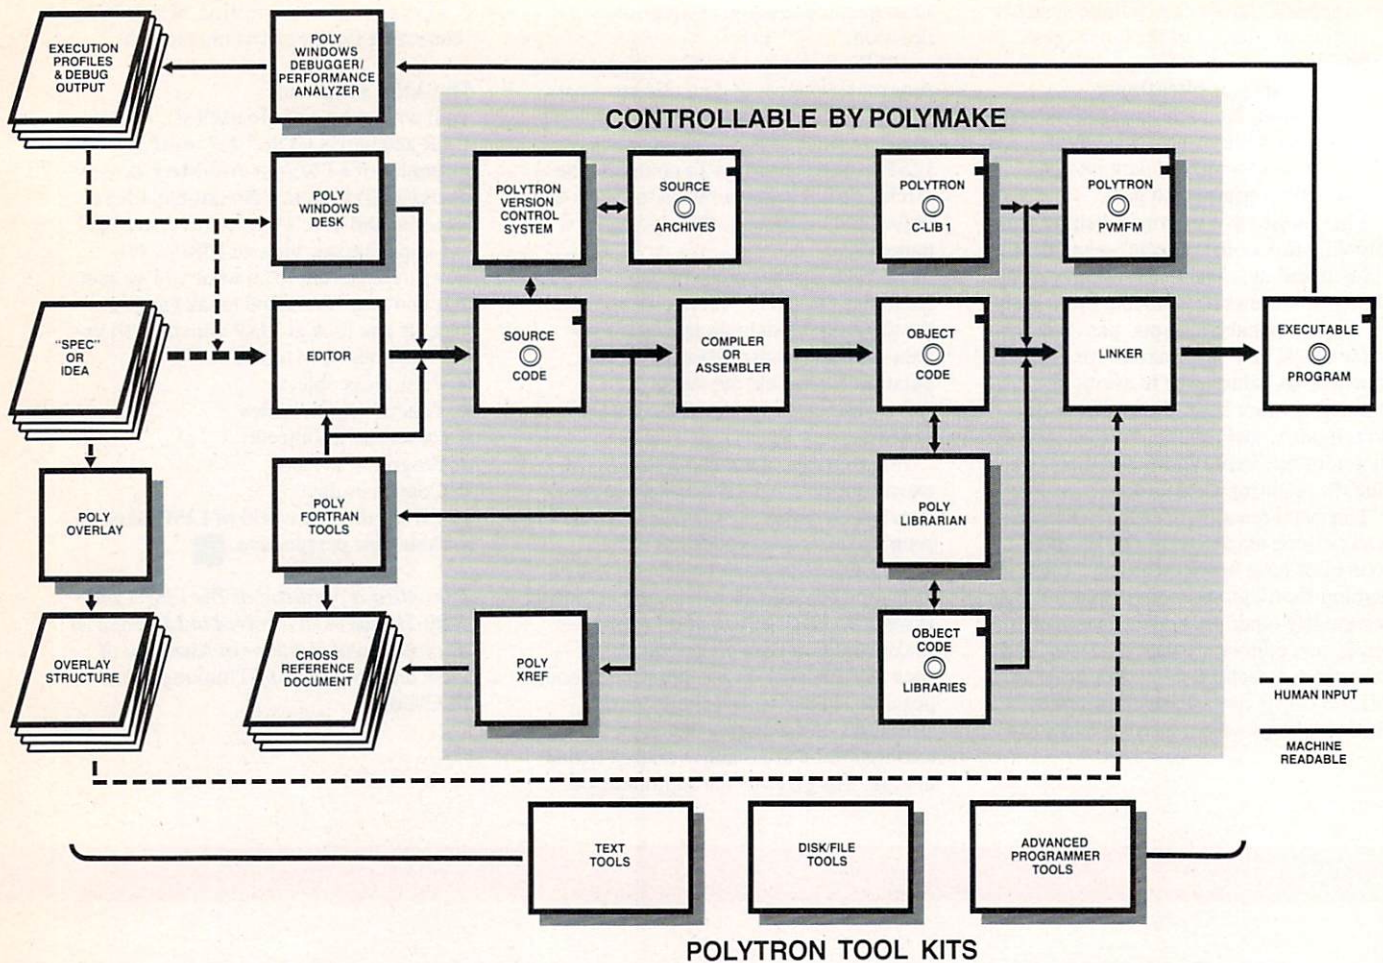 EXECUTION
PROFILES
& DEBUG
OUTPUT
POLY
WINDOWS
DEBUGGER/
PERFORMANCE
ANALYZER
CONTROLLABLE BY POLYMAKE
POLY
WINDOWS
DESK
POLYTRON
VERSION
CONTROL
SYSTEM
SOURCE
ARCHIVES
POLYTRON
C-LIB 1
POLYTRON
PVMFM
"SPEC"
OR
IDEA
EDITOR
SOURCE
CODE
COMPILER
OR
ASSEMBLER
OBJECT
CODE
LINKER
EXECUTABLE
PROGRAM
POLY
OVERLAY
POLY
FORTRAN
TOOLS
POLY
LIBRARIAN
OVERLAY
STRUCTURE
CROSS
REFERENCE
DOCUMENT
POLY
XREF
OBJECT
CODE
LIBRARIES
HUMAN INPUT
MACHINE
READABLE
TEXT
TOOLS
DISK/FILE
TOOLS
ADVANCED
PROGRAMMER
TOOLS
POLYTRON TOOL KITS